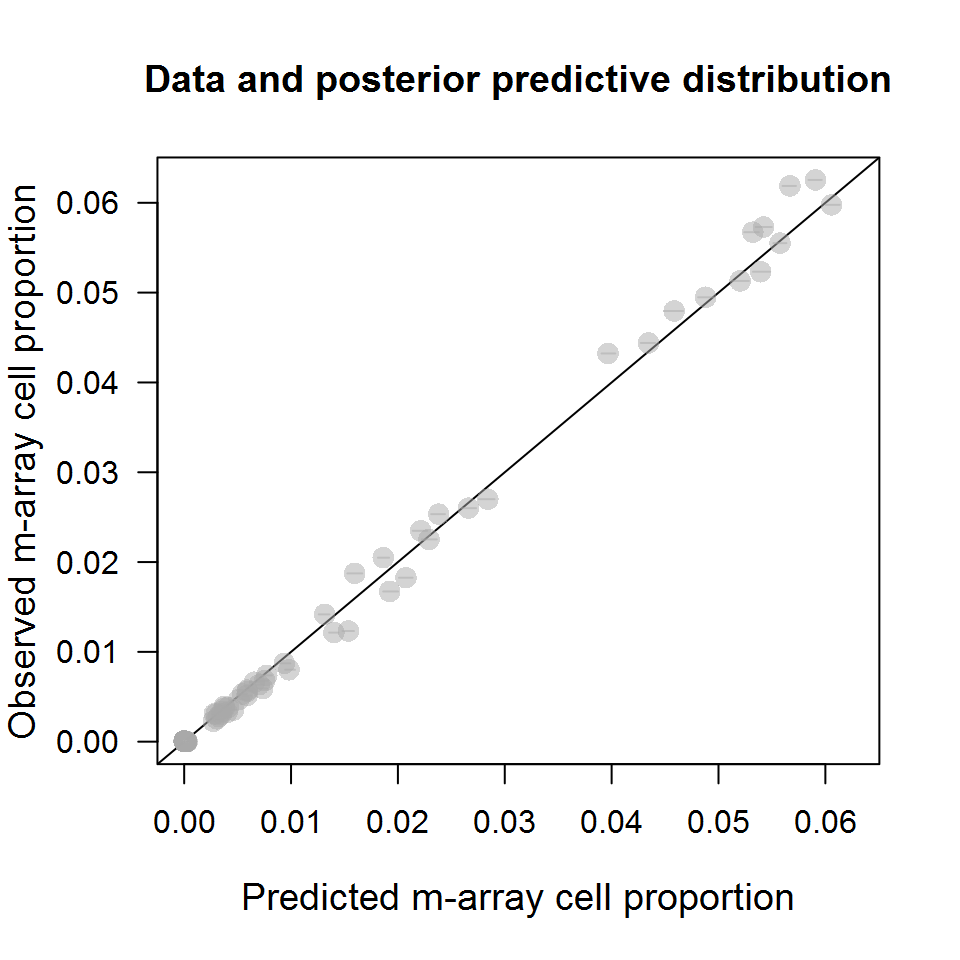 Data and posterior predictive distribution
Observed m-array cell proportion
0.06
0.05
0.04
0.03
0.02
0.01
0.00
0.00 0.01 0.02 0.03 0.04 0.05 0.06
Predicted m-array cell proportion